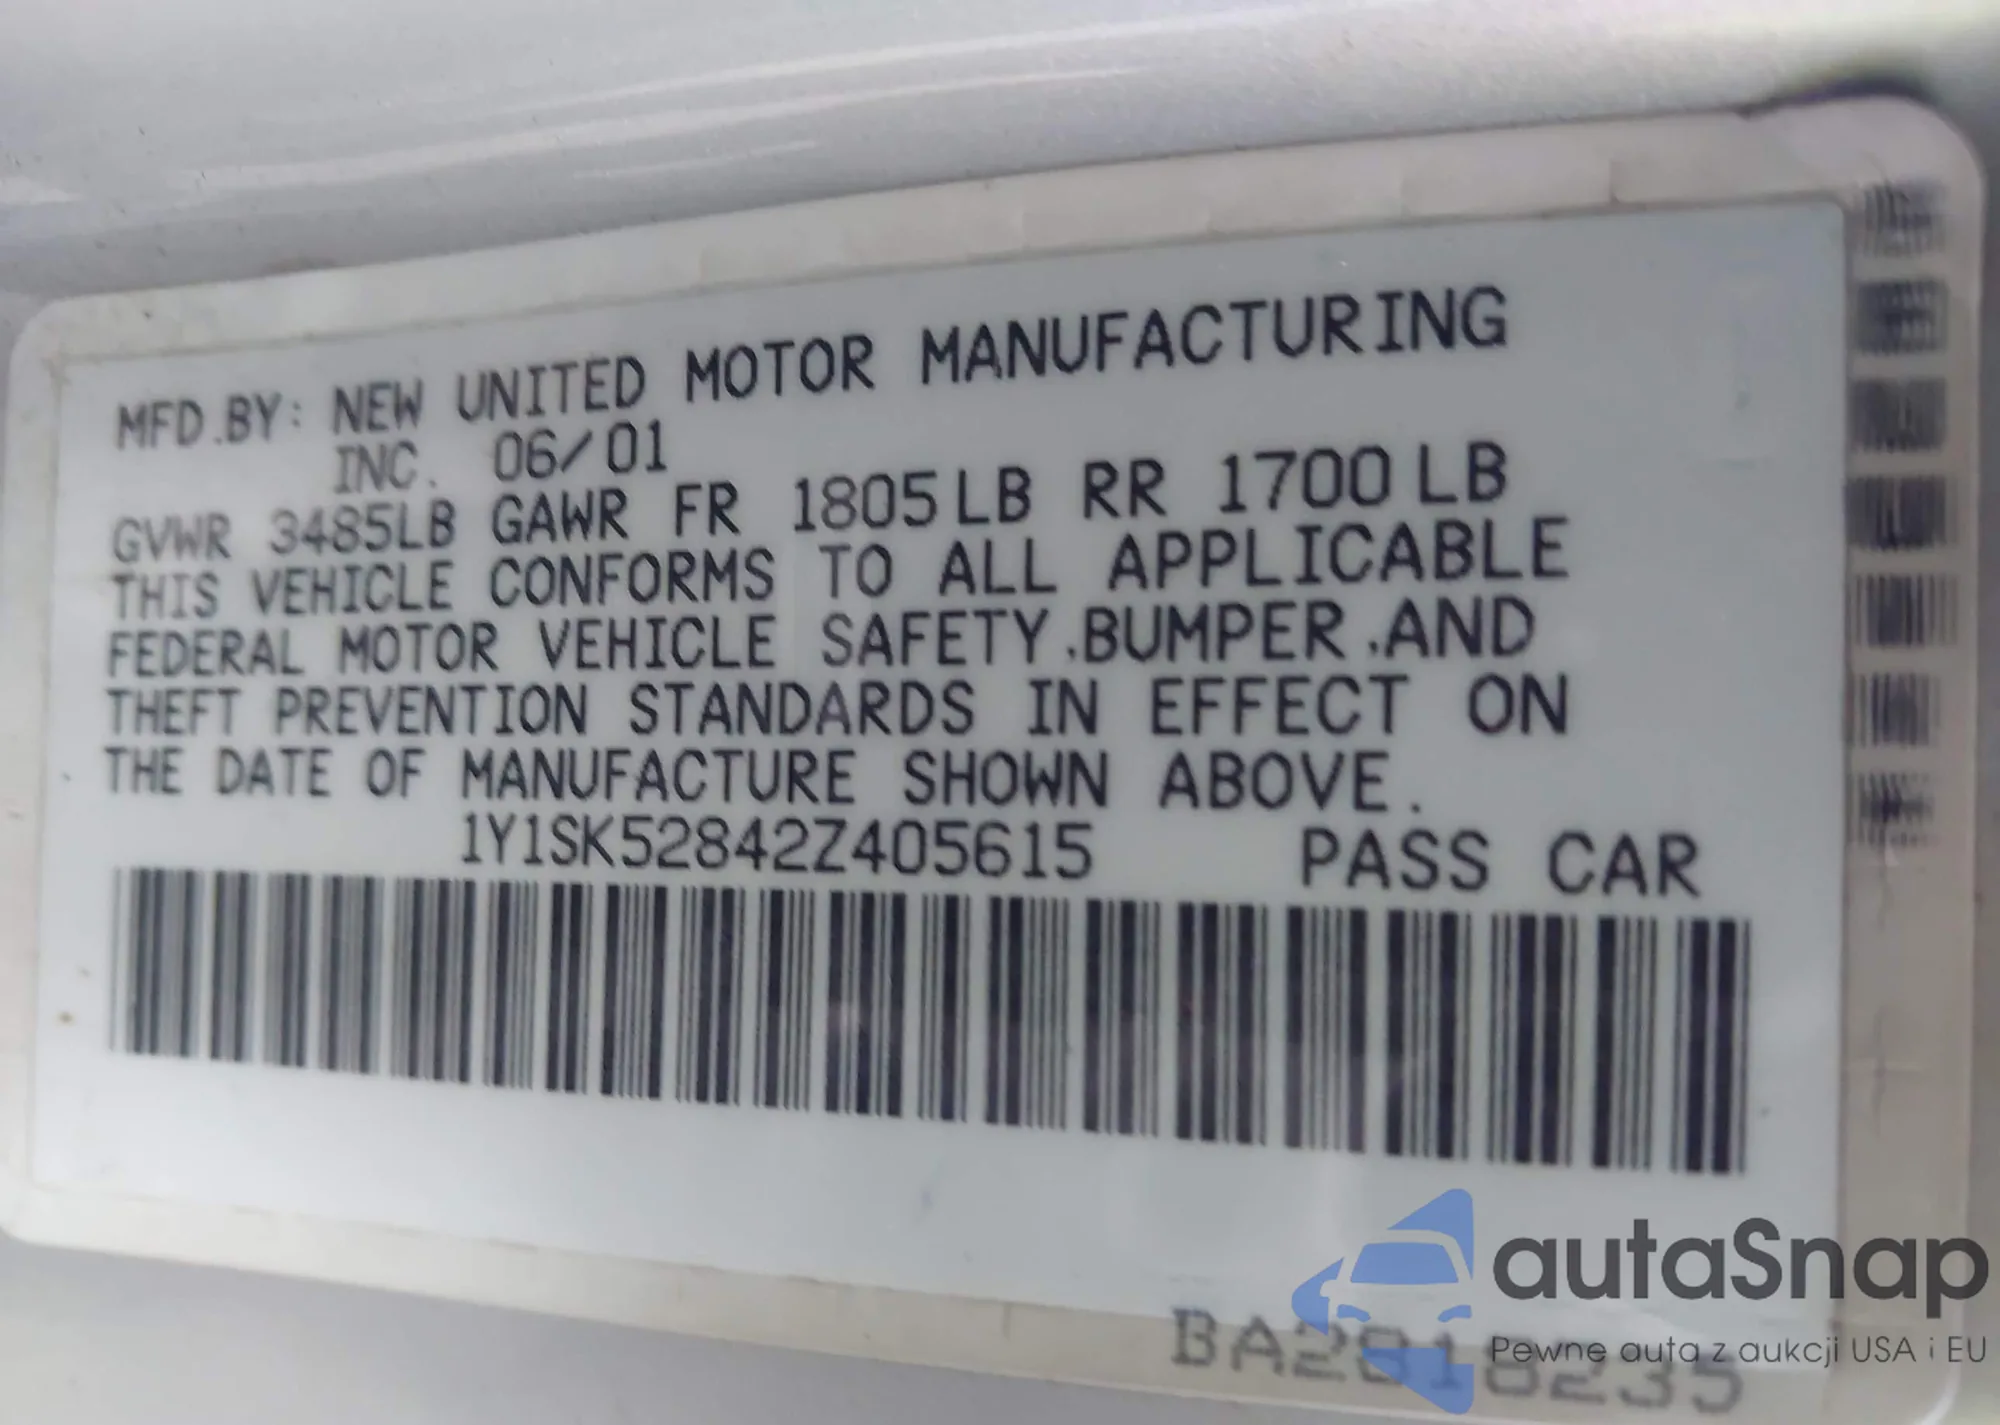 MFD.BY: NEW UNITED MOTOR MANUFACTURING
INC. 06/01
GVWR 3485LB GAWR FR 1805LB RR 1700LB
THIS VEHICLE CONFORMS TO ALL APPLICABLE
FEDERAL MOTOR VEHICLE SAFETY,BUMPER,AND
THEFT PREVENTION STANDARDS IN EFFECT ON
THE DATE OF MANUFACTURE SHOWN ABOVE.
1Y1SK52842Z405615 PASS CAR
autaSnap
Pewne auta z aukcji USA i EU
BA2818235